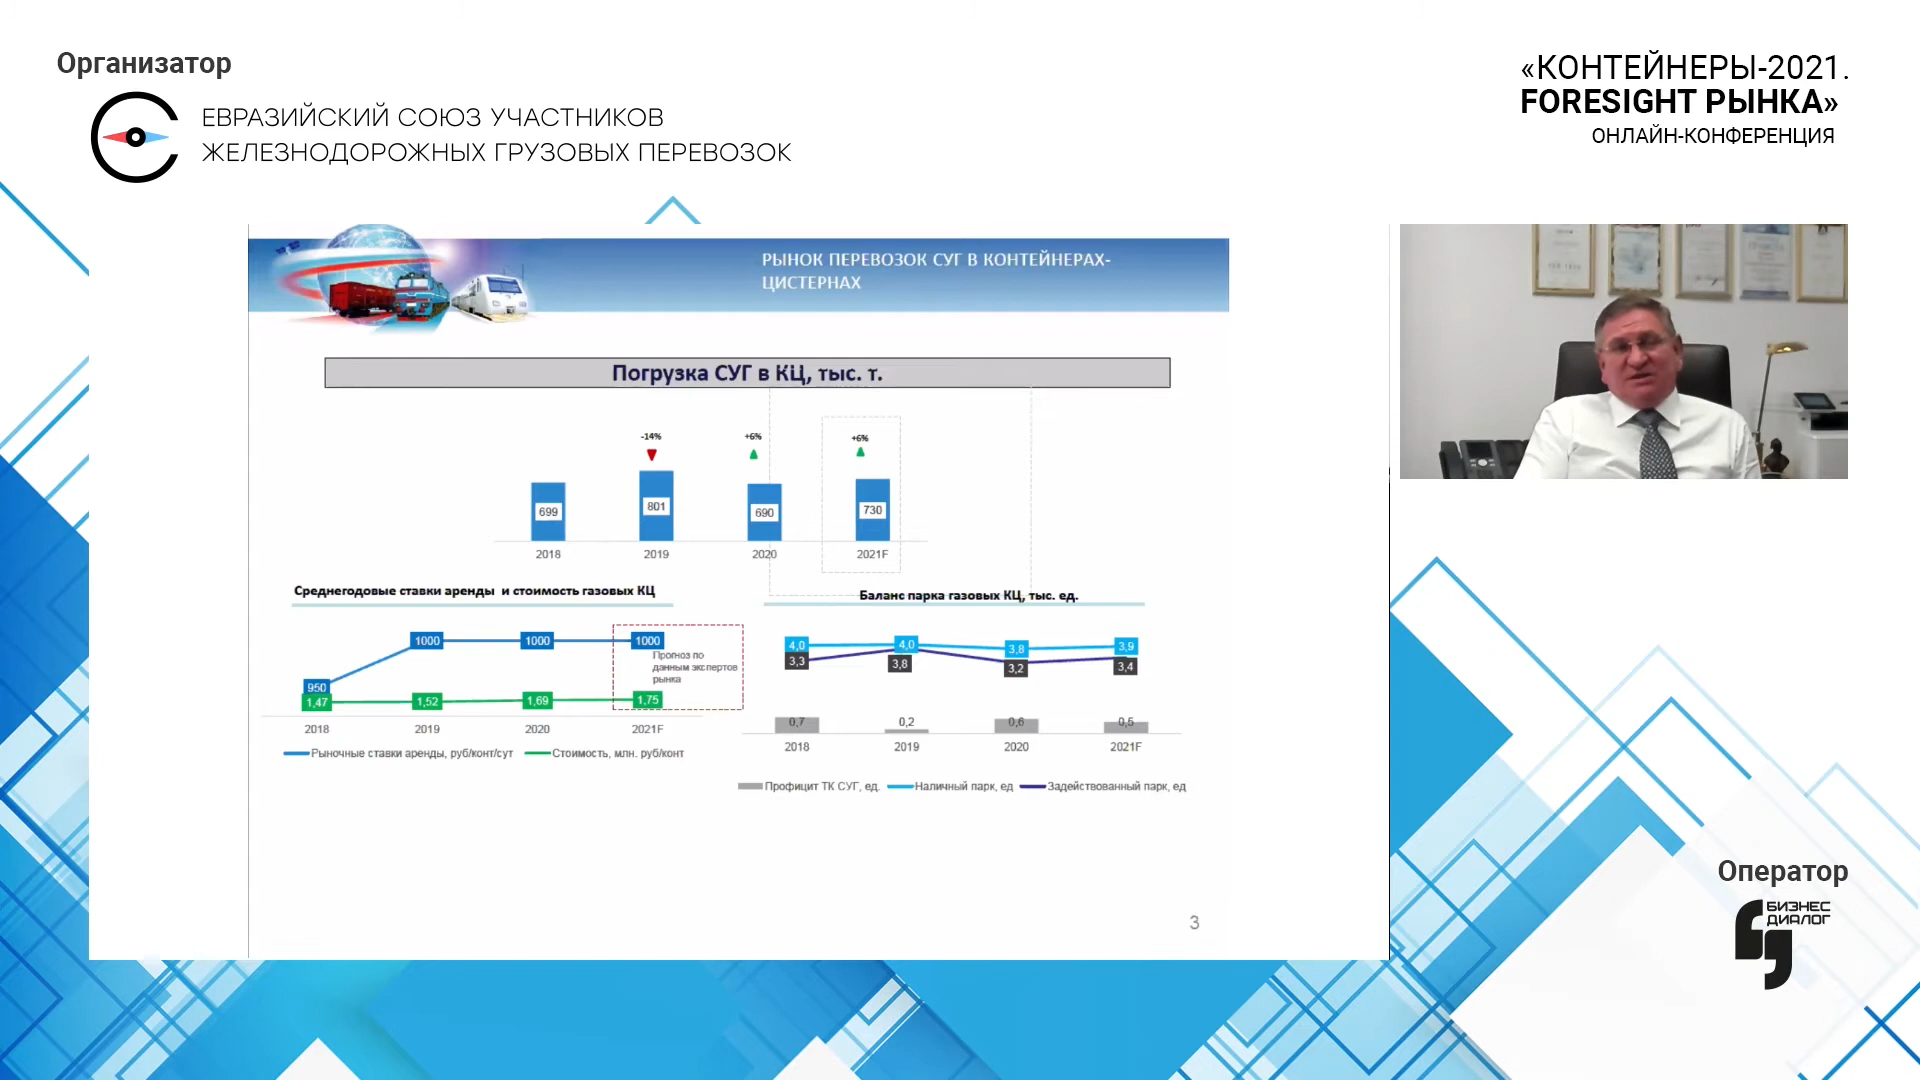 Организатор
ЕВРАЗИЙСКИЙ СОЮЗ УЧАСТНИКОВ
ЖЕЛЕЗНОДОРОЖНЫХ ГРУЗОВЫХ ПЕРЕВОЗОК
«КОНТЕЙНЕРЫ-2021.
FORESIGHT РЫНКА»
ОНЛАЙН-КОНФЕРЕНЦИЯ
РЫНОК ПЕРЕВОЗОК СУГ В КОНТЕЙНЕРАХ-
ЦИСТЕРНАХ
Погрузка СУГ в КЦ, тыс. т.
-14% +6% +6%
699 801 690 730
2018 2019 2020 2021F
Среднегодовые ставки аренды и стоимость газовых КЦ
1000 1000 1000
Прогноз по
данным экспертов
рынка
950
1,47 1,52 1,69 1,75
2018 2019 2020 2021F
Рыночные ставки аренды, руб/конт/сут Стоимость, млн. руб/конт
Баланс парка газовых КЦ, тыс. ед.
4,0 4,0 3,8 3,9
3,3 3,8 3,2 3,4
0,7 0,2 0,6 0,5
2018 2019 2020 2021F
Профицит ТК СУГ, ед. Наличный парк, ед Задействованный парк, ед
3
Оператор
БИЗНЕС
ДИАЛОГ